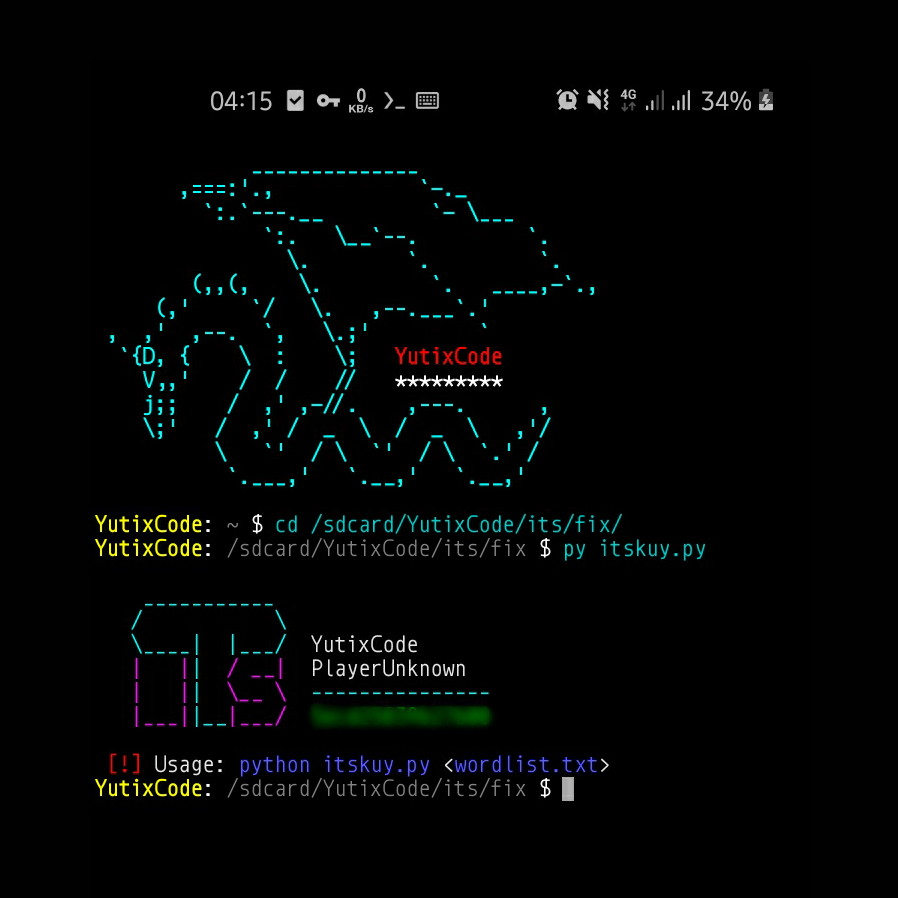 04:15 0 KB/s 4G 34%
YutixCode
*********
YutixCode: ~ $ cd /sdcard/YutixCode/its/fix/
YutixCode: /sdcard/YutixCode/its/fix $ py itskuy.py
iTs
YutixCode
PlayerUnknown
---------------
[!] Usage: python itskuy.py <wordlist.txt>
YutixCode: /sdcard/YutixCode/its/fix $